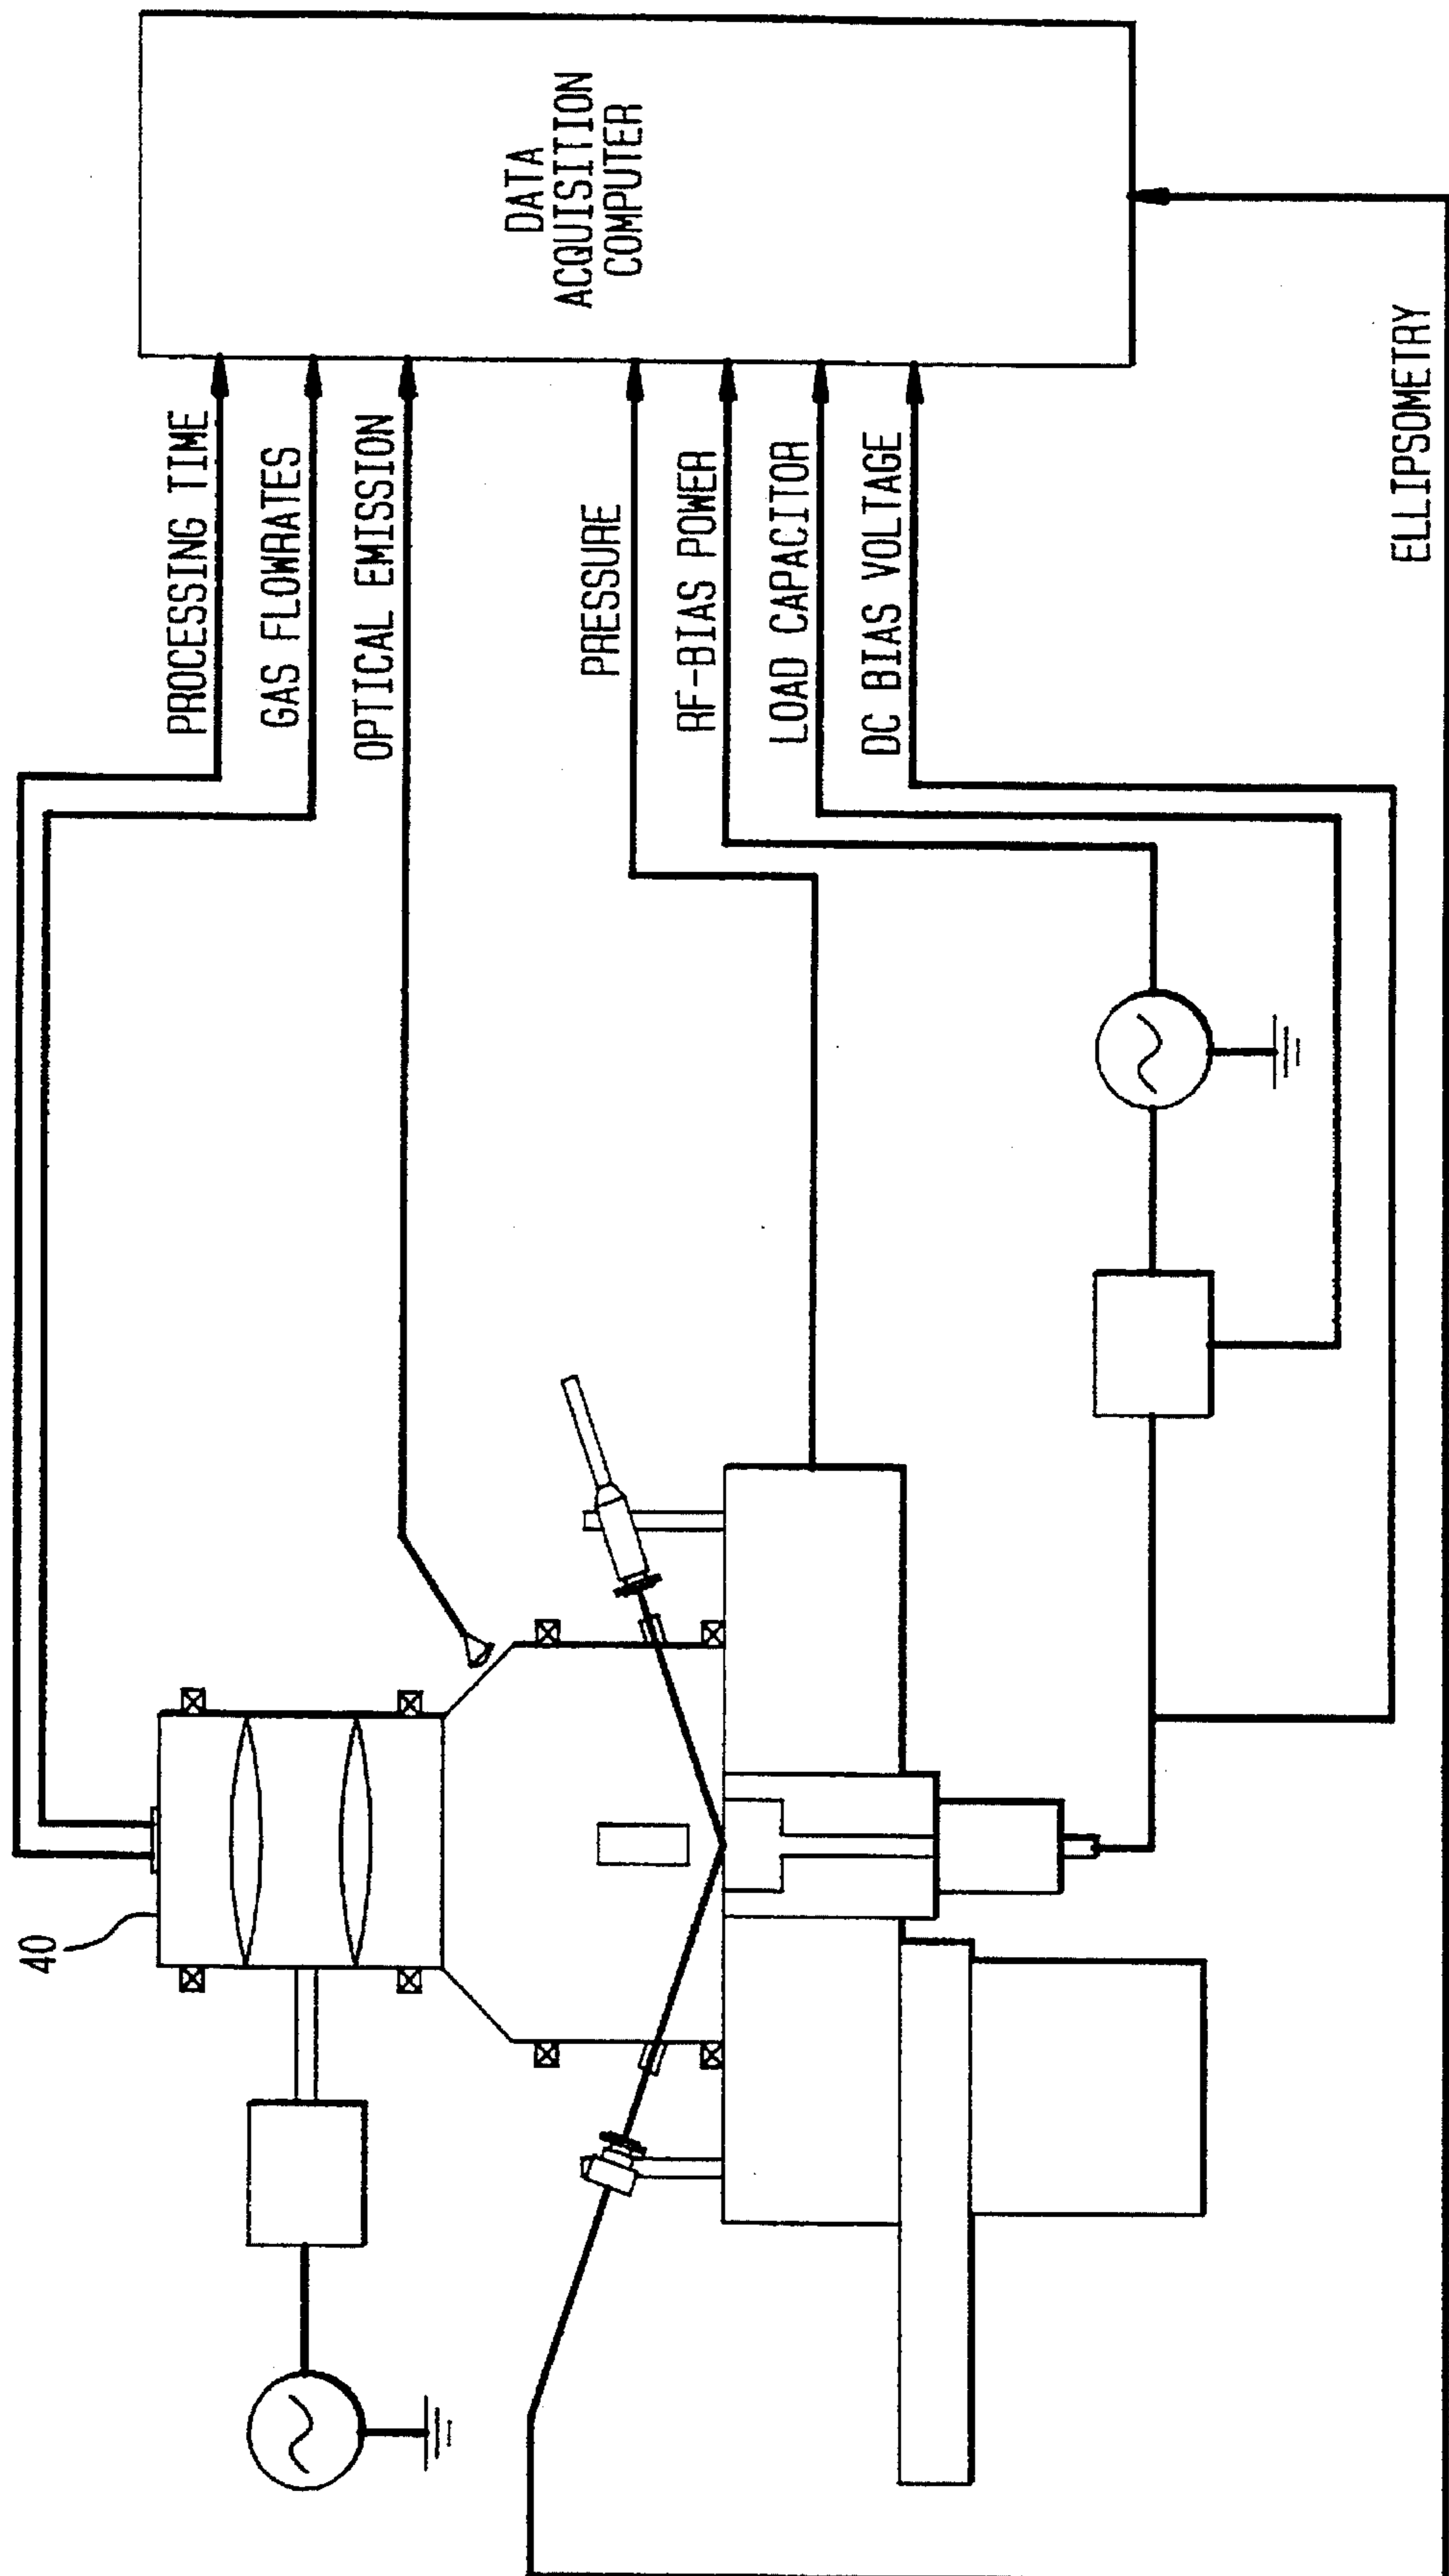 DATA
ACQUISITION
COMPUTER
PROCESSING TIME
GAS FLOWRATES
OPTICAL EMISSION
PRESSURE
RF-BIAS POWER
LOAD CAPACITOR
DC BIAS VOLTAGE
ELLIPSOMETRY
40